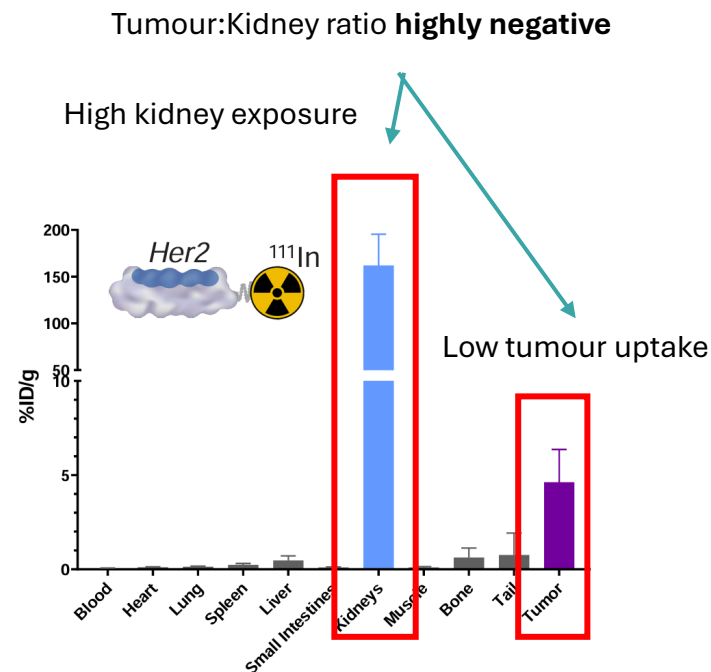 Tumour:Kidney ratio highly negative
High kidney exposure
Low tumour uptake
Her2
111In
%ID/g
200
150
100
50
10
5
0
Blood
Heart
Lung
Spleen
Liver
Small Intestines
Kidneys
Muscle
Bone
Tail
Tumor